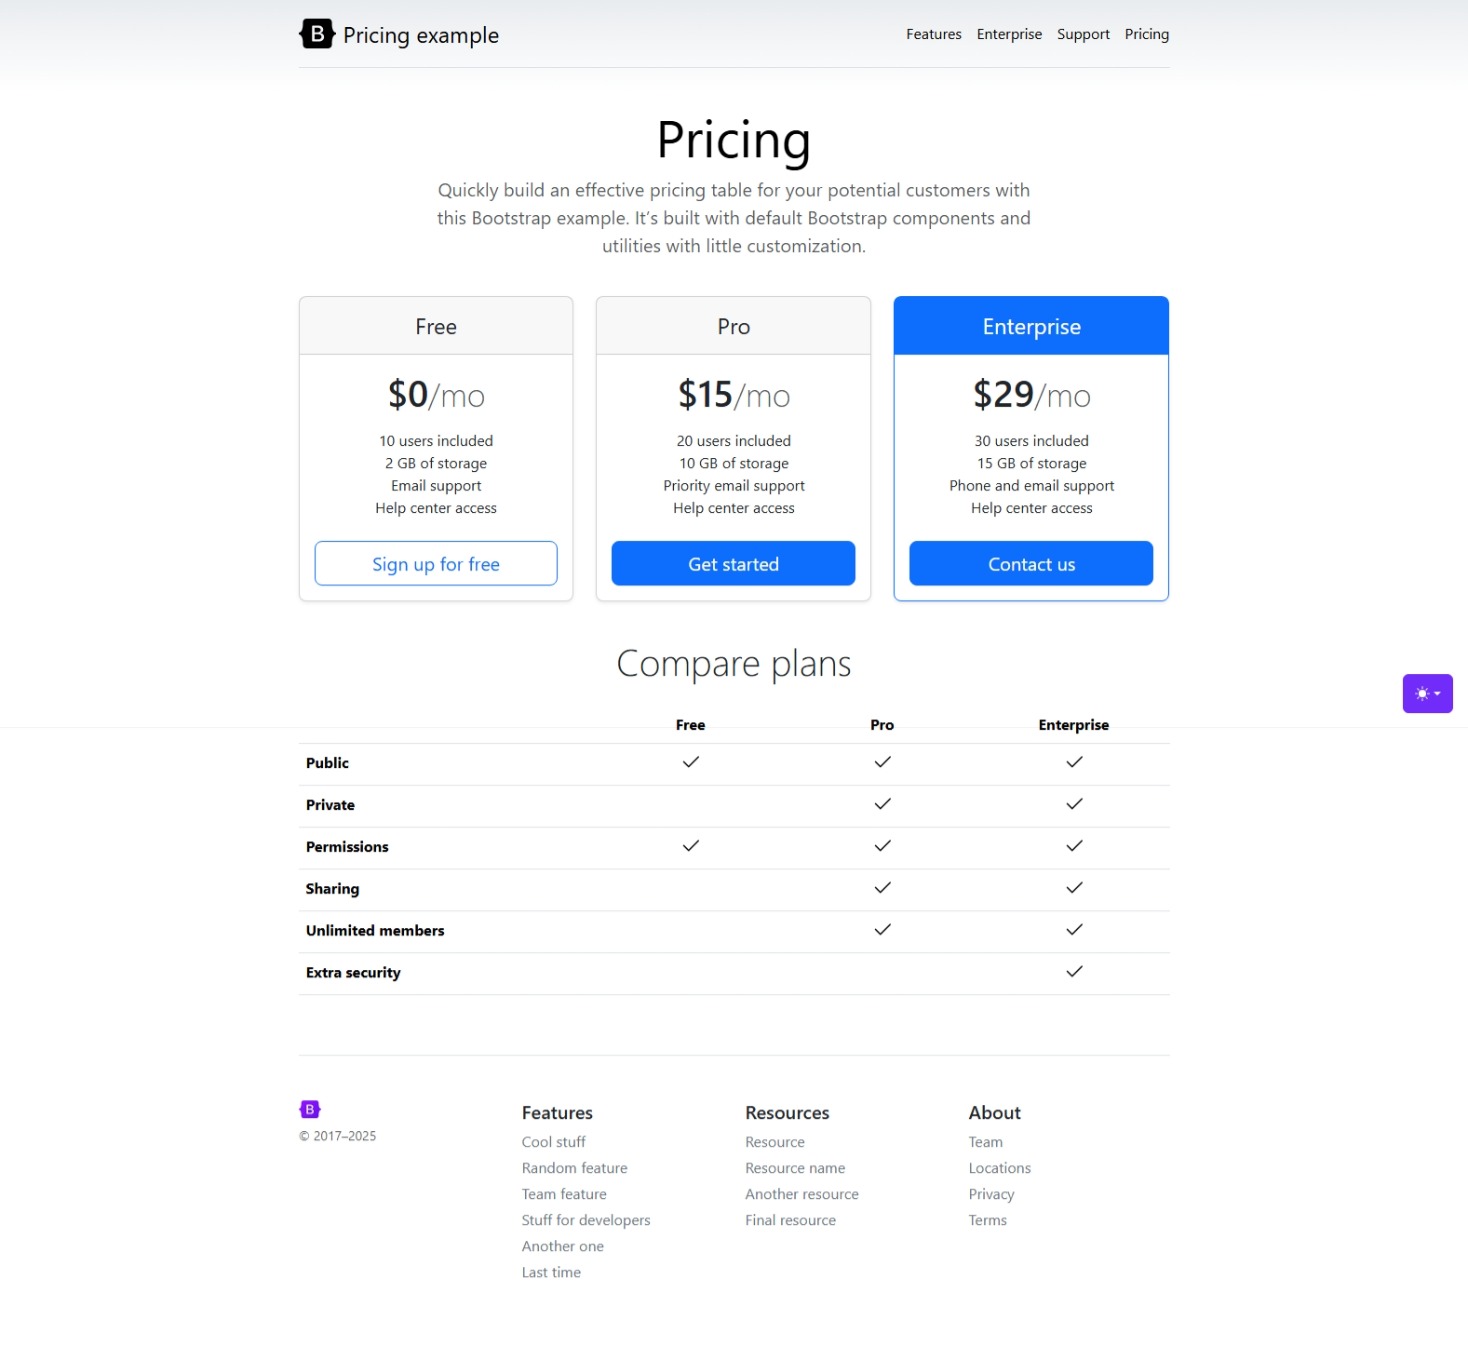 B Pricing example
Features Enterprise Support Pricing
Pricing
Quickly build an effective pricing table for your potential customers with
this Bootstrap example. It’s built with default Bootstrap components and
utilities with little customization.
Free
$0/mo
10 users included
2 GB of storage
Email support
Help center access
Sign up for free
Pro
$15/mo
20 users included
10 GB of storage
Priority email support
Help center access
Get started
Enterprise
$29/mo
30 users included
15 GB of storage
Phone and email support
Help center access
Contact us
Compare plans
Free Pro Enterprise
Public
Private
Permissions
Sharing
Unlimited members
Extra security
B
© 2017–2025
Features
Cool stuff
Random feature
Team feature
Stuff for developers
Another one
Last time
Resources
Resource
Resource name
Another resource
Final resource
About
Team
Locations
Privacy
Terms